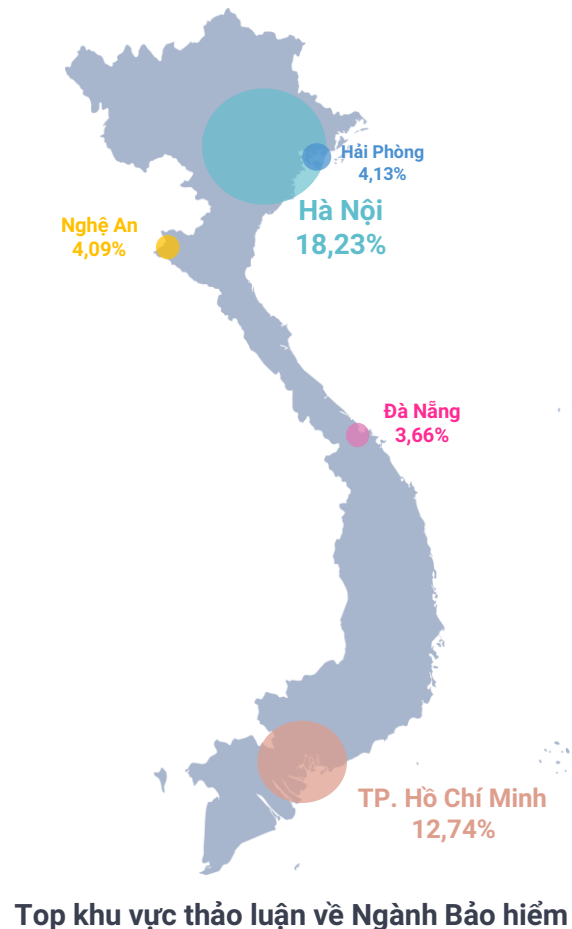 Hải Phòng
4,13%
Hà Nội
18,23%
Nghệ An
4,09%
Đà Nẵng
3,66%
TP. Hồ Chí Minh
12,74%
Top khu vực thảo luận về Ngành Bảo hiểm